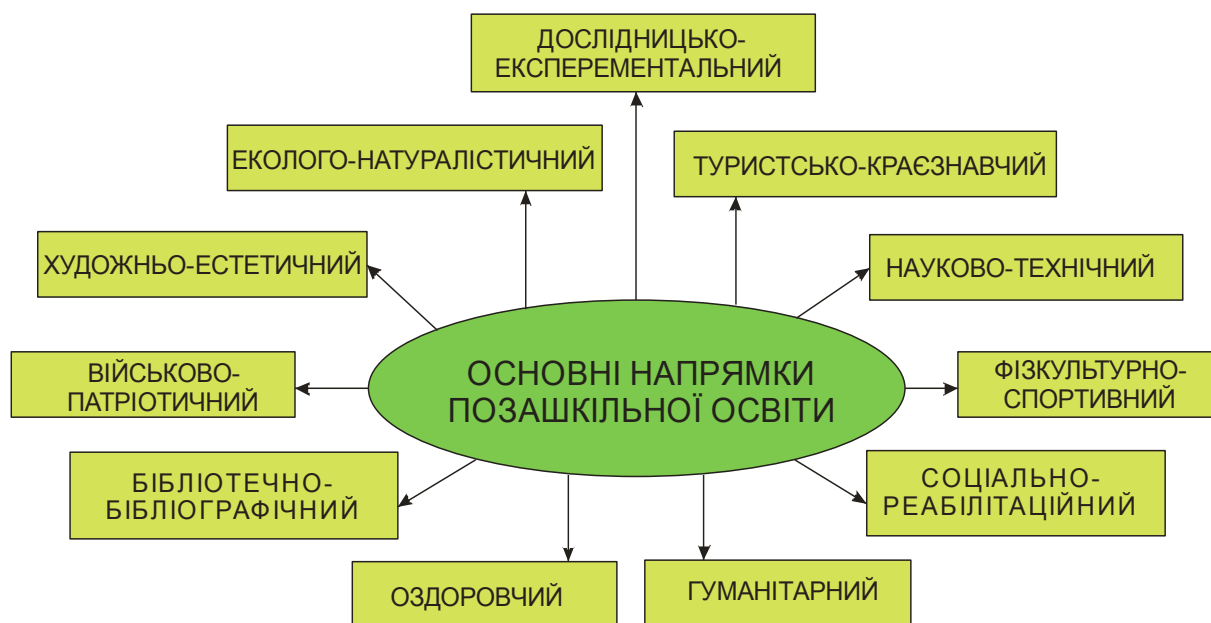 ДОСЛІДНИЦЬКО-
ЕКСПЕРЕМЕНТАЛЬНИЙ
ЕКОЛОГО-НАТУРАЛІСТИЧНИЙ
ТУРИСТСЬКО-КРАЄЗНАВЧИЙ
ХУДОЖНЬО-ЕСТЕТИЧНИЙ
НАУКОВО-ТЕХНІЧНИЙ
ВІЙСЬКОВО-
ПАТРІОТИЧНИЙ
ОСНОВНІ НАПРЯМКИ
ПОЗАШКІЛЬНОЇ ОСВІТИ
ФІЗКУЛЬТУРНО-
СПОРТИВНИЙ
БІБЛІОТЕЧНО-
БІБЛІОГРАФІЧНИЙ
СОЦІАЛЬНО-
РЕАБІЛІТАЦІЙНИЙ
ОЗДОРОВЧИЙ
ГУМАНІТАРНИЙ